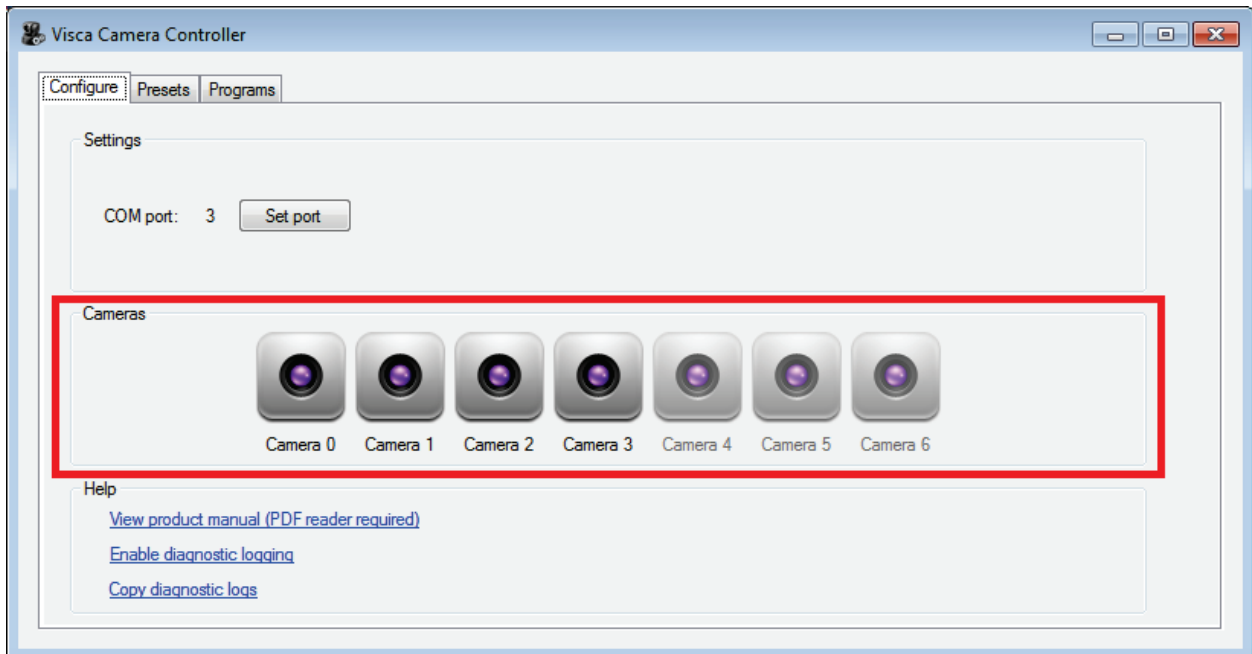 Visca Camera Controller
Configure Presets Programs
Settings
COM port: 3 Set port
Cameras
Camera 0 Camera 1 Camera 2 Camera 3 Camera 4 Camera 5 Camera 6
Help
View product manual (PDF reader required)
Enable diagnostic logging
Copy diagnostic logs